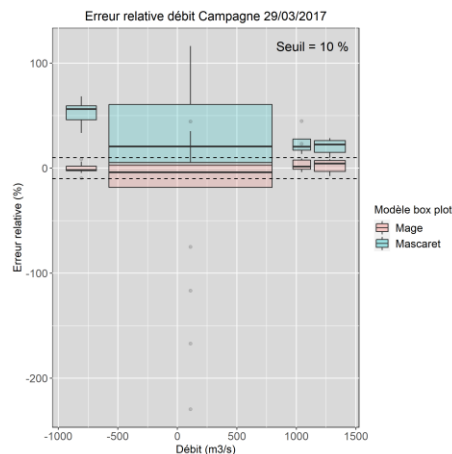 Erreur relative débit Campagne 29/03/2017
Seuil = 10 %
100
0
-100
-200
Erreur relative (%)
-1000 -500 0 500 1000 1500
Débit (m3/s)
Modèle box plot
Mage
Mascaret